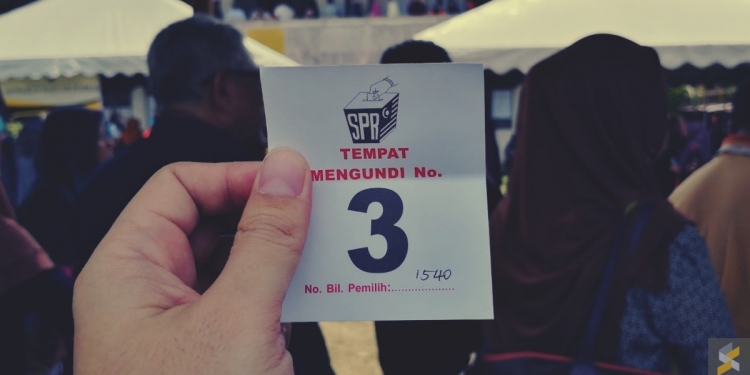 SPR
TEMPAT
MENGUNDI No.
3
No. Bil. Pemilih:..................1540